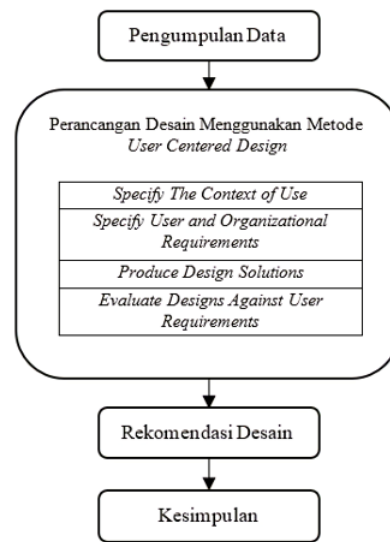 Pengumpulan Data
Perancangan Desain Menggunakan Metode
User Centered Design
Specify The Context of Use
Specify User and Organizational
Requirements
Produce Design Solutions
Evaluate Designs Against User
Requirements
Rekomendasi Desain
Kesimpulan